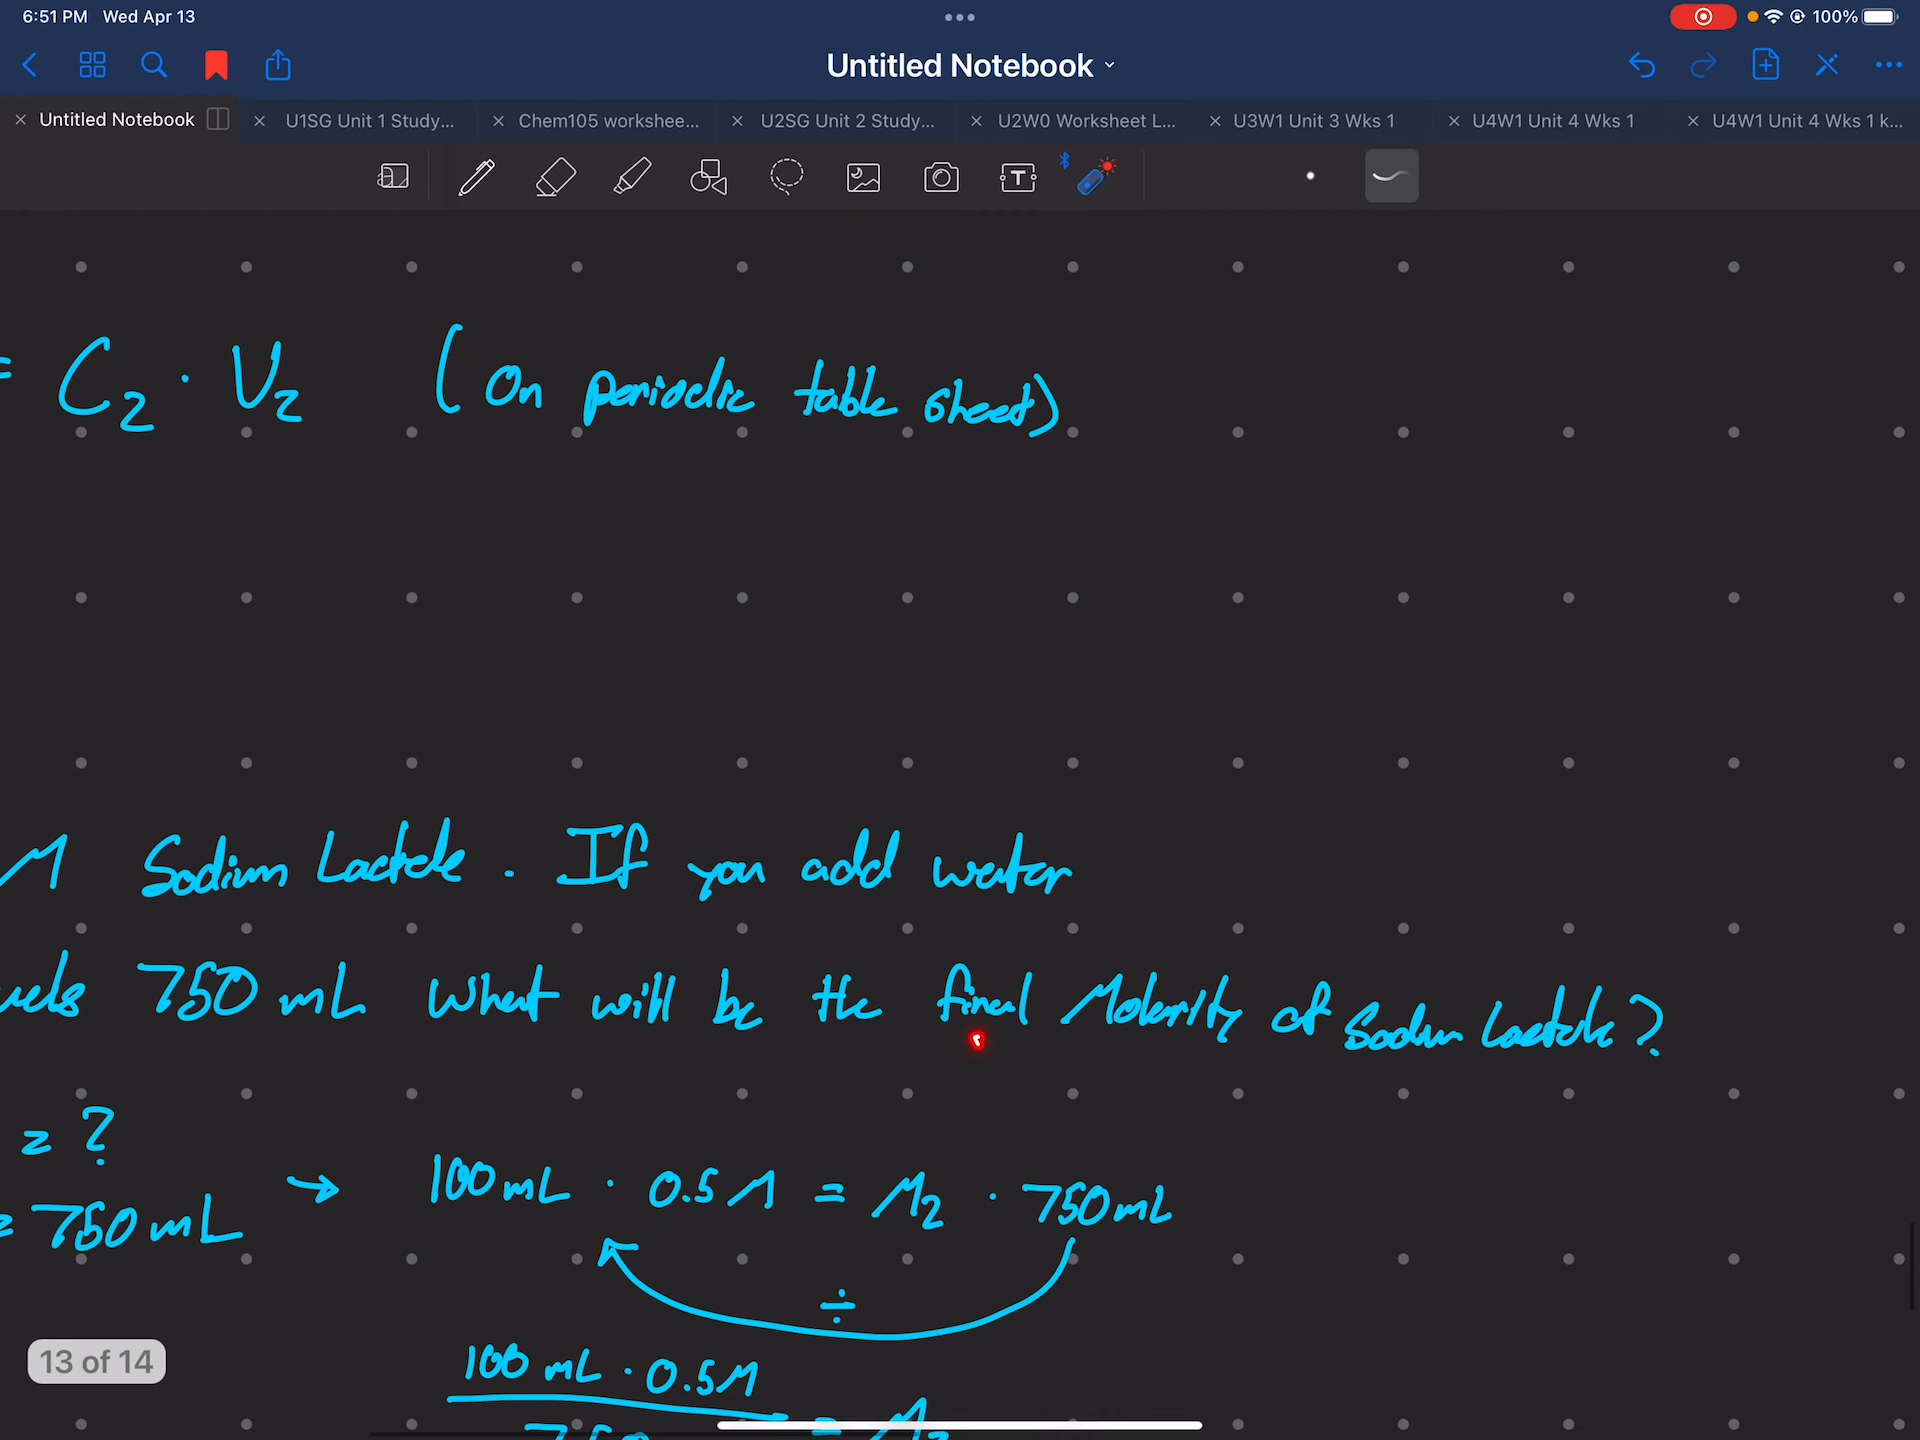 6:51 PM Wed Apr 13
100%
Untitled Notebook
Untitled Notebook
U1SG Unit 1 Study...
Chem105 workshee...
U2SG Unit 2 Study...
U2W0 Worksheet L...
U3W1 Unit 3 Wks 1
U4W1 Unit 4 Wks 1
U4W1 Unit 4 Wks 1 k...
= C₂ · V₂ (On periodic table sheet)
M Sodium Lactate. If you add water
750 mL What will be the final Molarity of Sodium Lactate?
= ?
= 750 mL
→ 100 mL · 0.5 M = M₂ · 750 mL
÷
100 mL · 0.5 M
750 = M₂
13 of 14